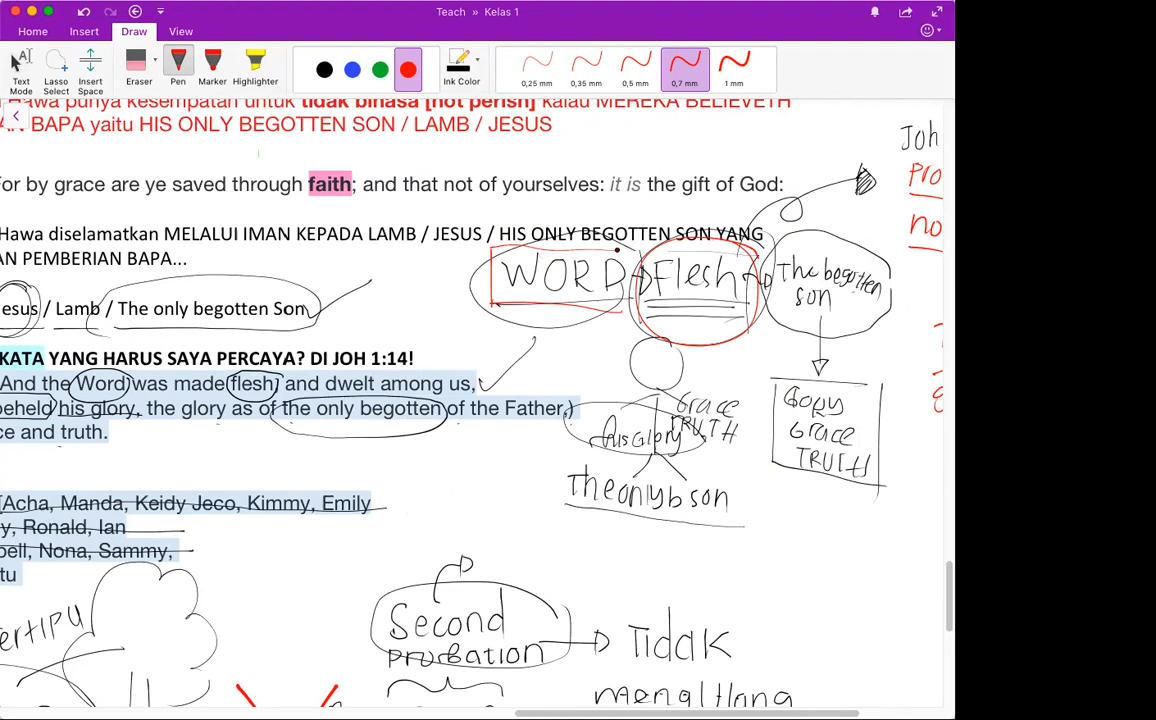 Teach > Kelas 1
Home Insert Draw View
Text Mode
Lasso Select
Insert Space
Eraser
Pen
Marker
Highlighter
Ink Color
0,25 mm
0,35 mm
0,5 mm
0,7 mm
1 mm
Hawa punya kesempatan untuk tidak binasa [not perish] kalau MEREKA BELIEVETH
AN BAPA yaitu HIS ONLY BEGOTTEN SON / LAMB / JESUS
For by grace are ye saved through faith; and that not of yourselves: it is the gift of God:
Hawa diselamatkan MELALUI IMAN KEPADA LAMB / JESUS / HIS ONLY BEGOTTEN SON YANG
AN PEMBERIAN BAPA...
esus / Lamb / The only begotten Son
KATA YANG HARUS SAYA PERCAYA? DI JOH 1:14!
And the Word was made flesh, and dwelt among us,
beheld his glory, the glory as of the only begotten of the Father,)
ce and truth.
[Acha, Manda, Keidy Jeco, Kimmy, Emily
y, Ronald, Ian
bell, Nona, Sammy,
tu
Joh
Pro
no
WORD
Flesh
The begotten
son
Grace
TRUTH
His Glory
The only b son
Glory
Grace
TRUTH
ertipu
Second
probation
Tidak